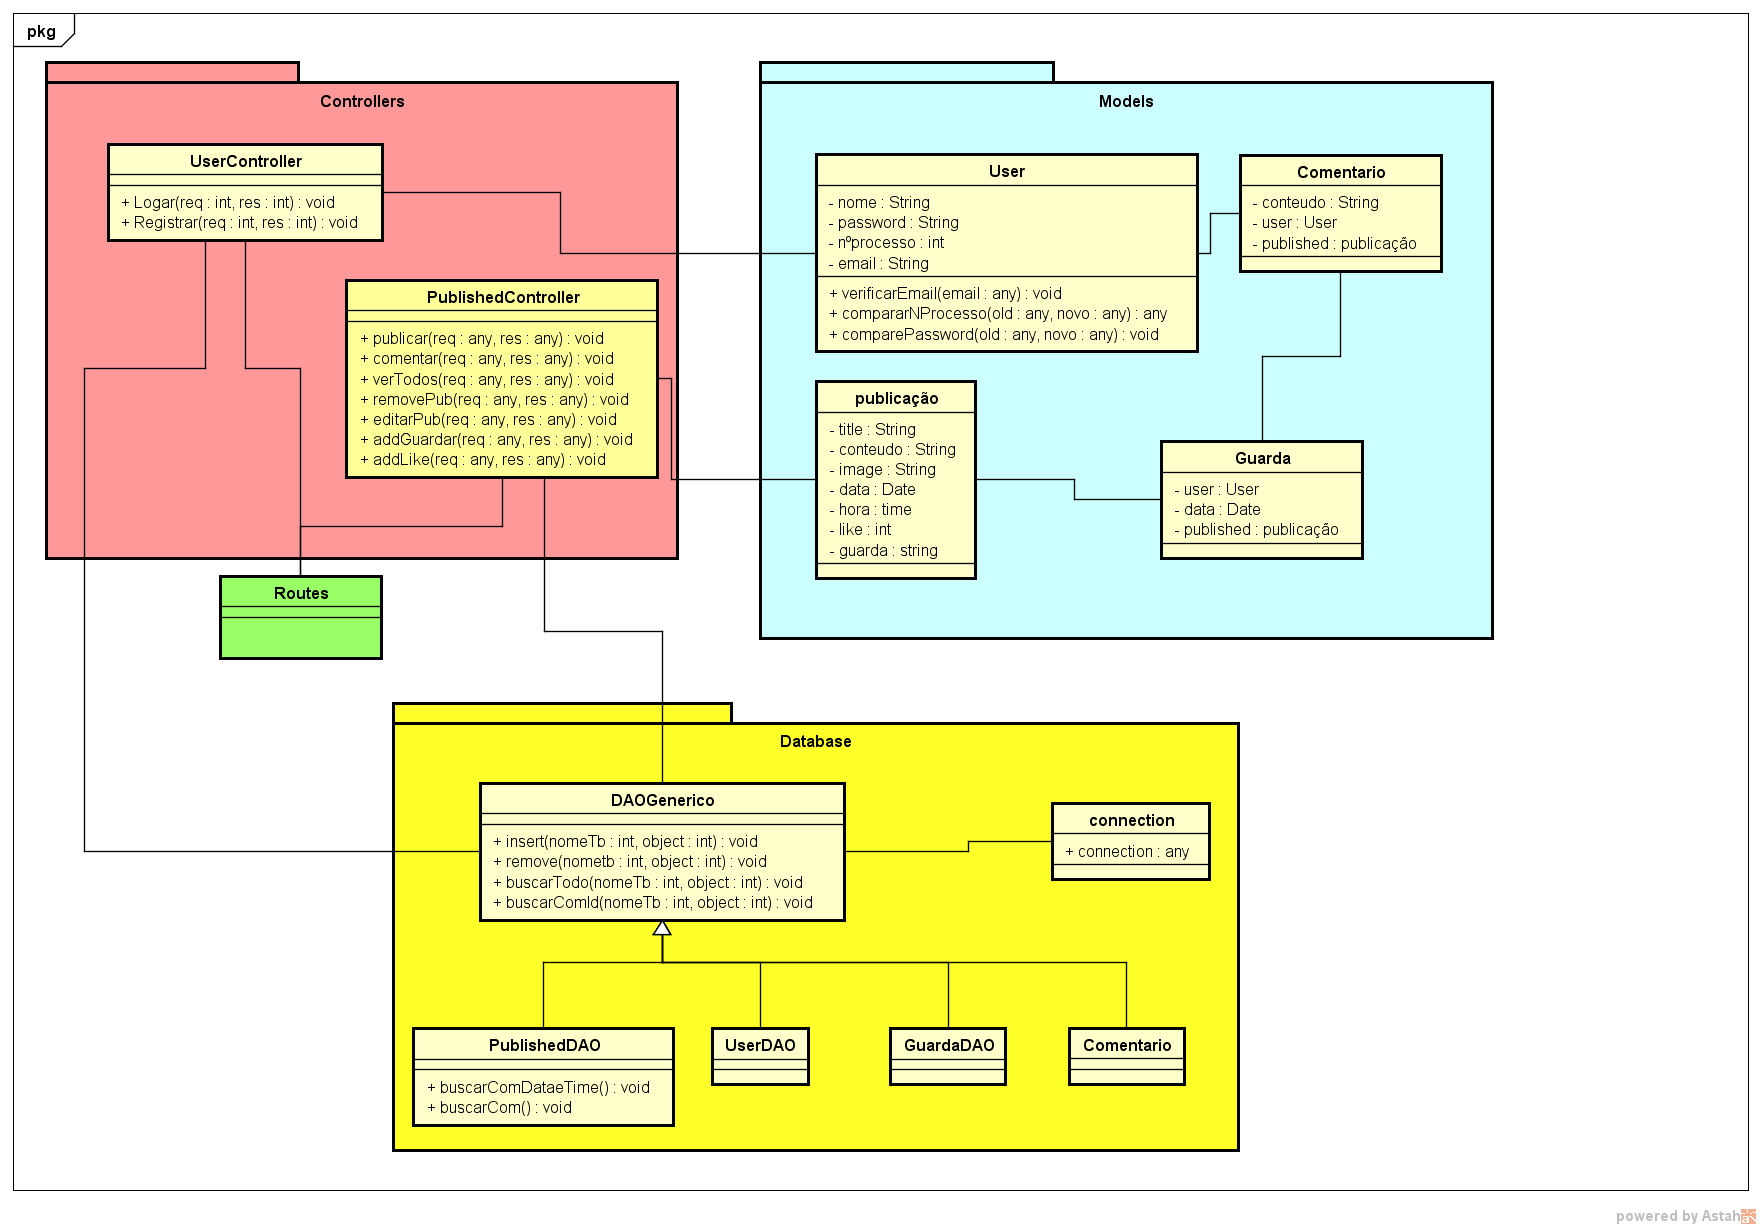 pkg
Controllers
UserController
+ Logar(req : int, res : int) : void
+ Registrar(req : int, res : int) : void
PublishedController
+ publicar(req : any, res : any) : void
+ comentar(req : any, res : any) : void
+ verTodos(req : any, res : any) : void
+ removePub(req : any, res : any) : void
+ editarPub(req : any, res : any) : void
+ addGuardar(req : any, res : any) : void
+ addLike(req : any, res : any) : void
Routes
Models
User
- nome : String
- password : String
- nºprocesso : int
- email : String
+ verificarEmail(email : any) : void
+ compararNProcesso(old : any, novo : any) : any
+ comparePassword(old : any, novo : any) : void
Comentario
- conteudo : String
- user : User
- published : publicação
publicação
- title : String
- conteudo : String
- image : String
- data : Date
- hora : time
- like : int
- guarda : string
Guarda
- user : User
- data : Date
- published : publicação
Database
DAOGenerico
+ insert(nomeTb : int, object : int) : void
+ remove(nometb : int, object : int) : void
+ buscarTodo(nomeTb : int, object : int) : void
+ buscarComId(nomeTb : int, object : int) : void
connection
+ connection : any
PublishedDAO
+ buscarComDataeTime() : void
+ buscarCom() : void
UserDAO
GuardaDAO
Comentario
powered by Astah